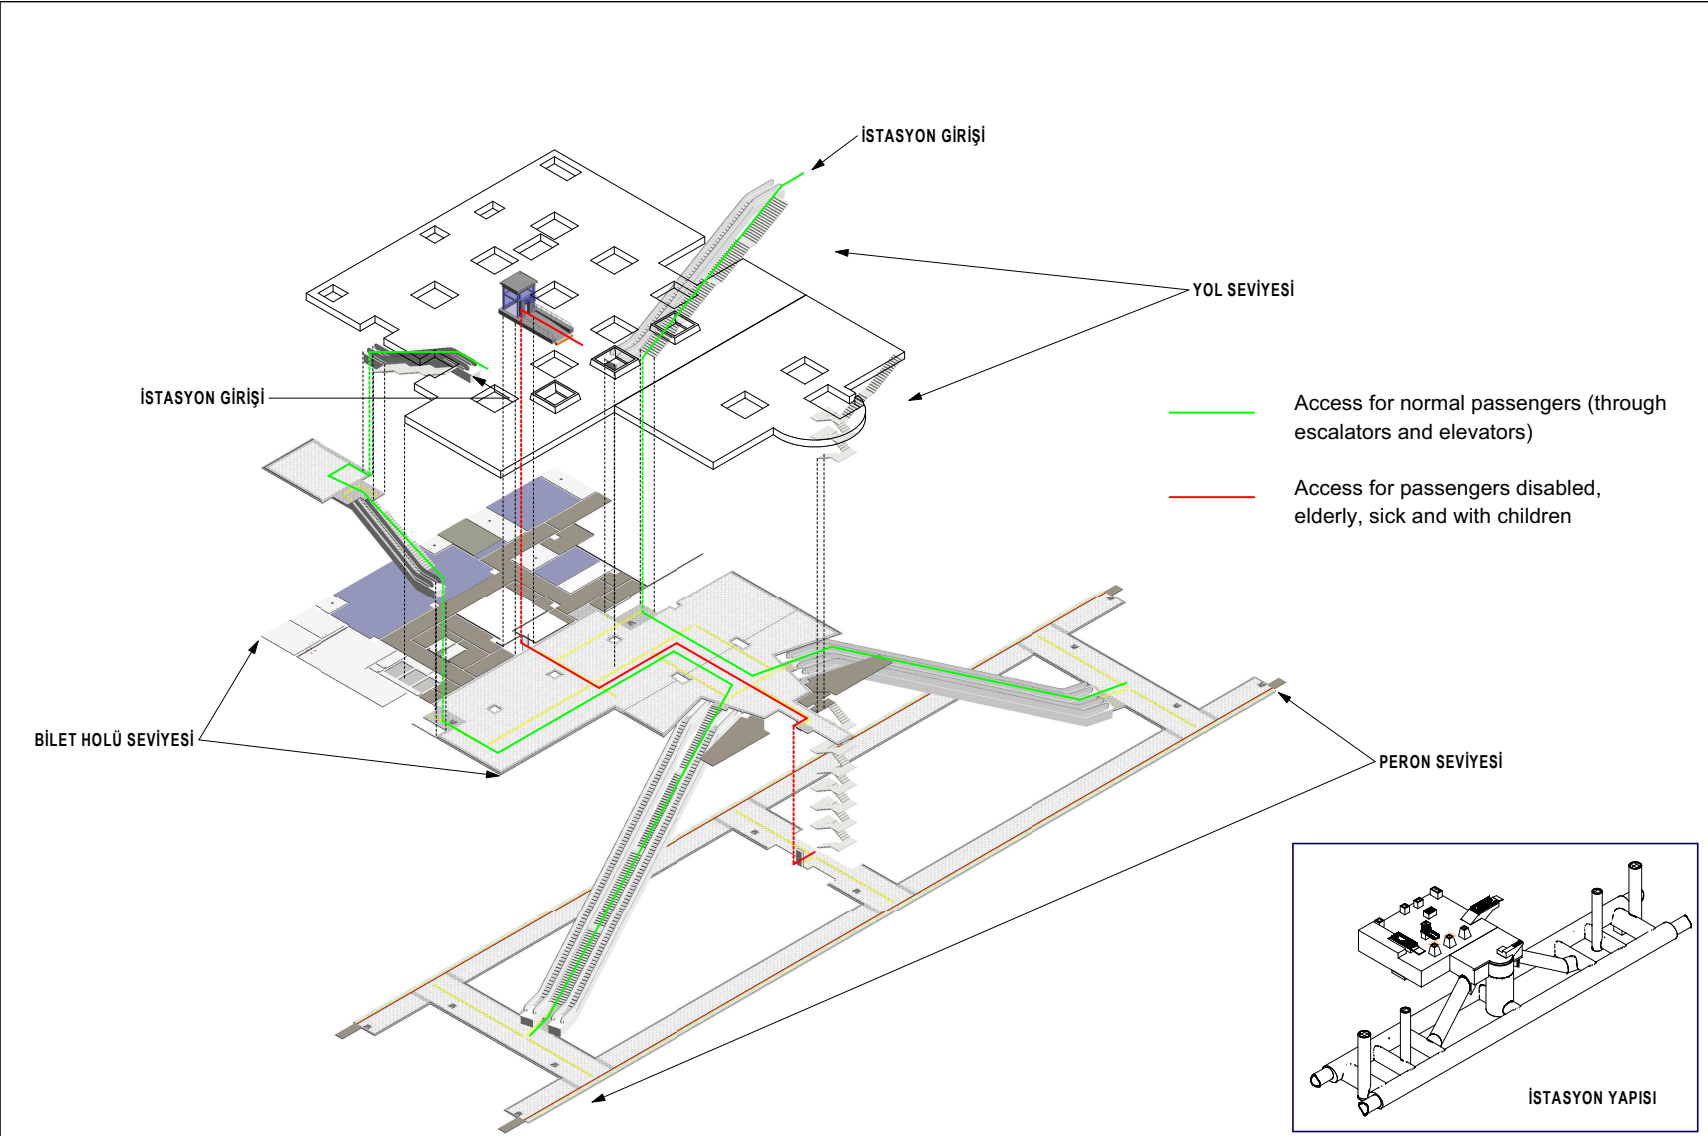 İSTASYON GİRİŞİ
YOL SEVİYESİ
İSTASYON GİRİŞİ
Access for normal passengers (through
escalators and elevators)
Access for passengers disabled,
elderly, sick and with children
BİLET HOLÜ SEVİYESİ
PERON SEVİYESİ
İSTASYON YAPISI